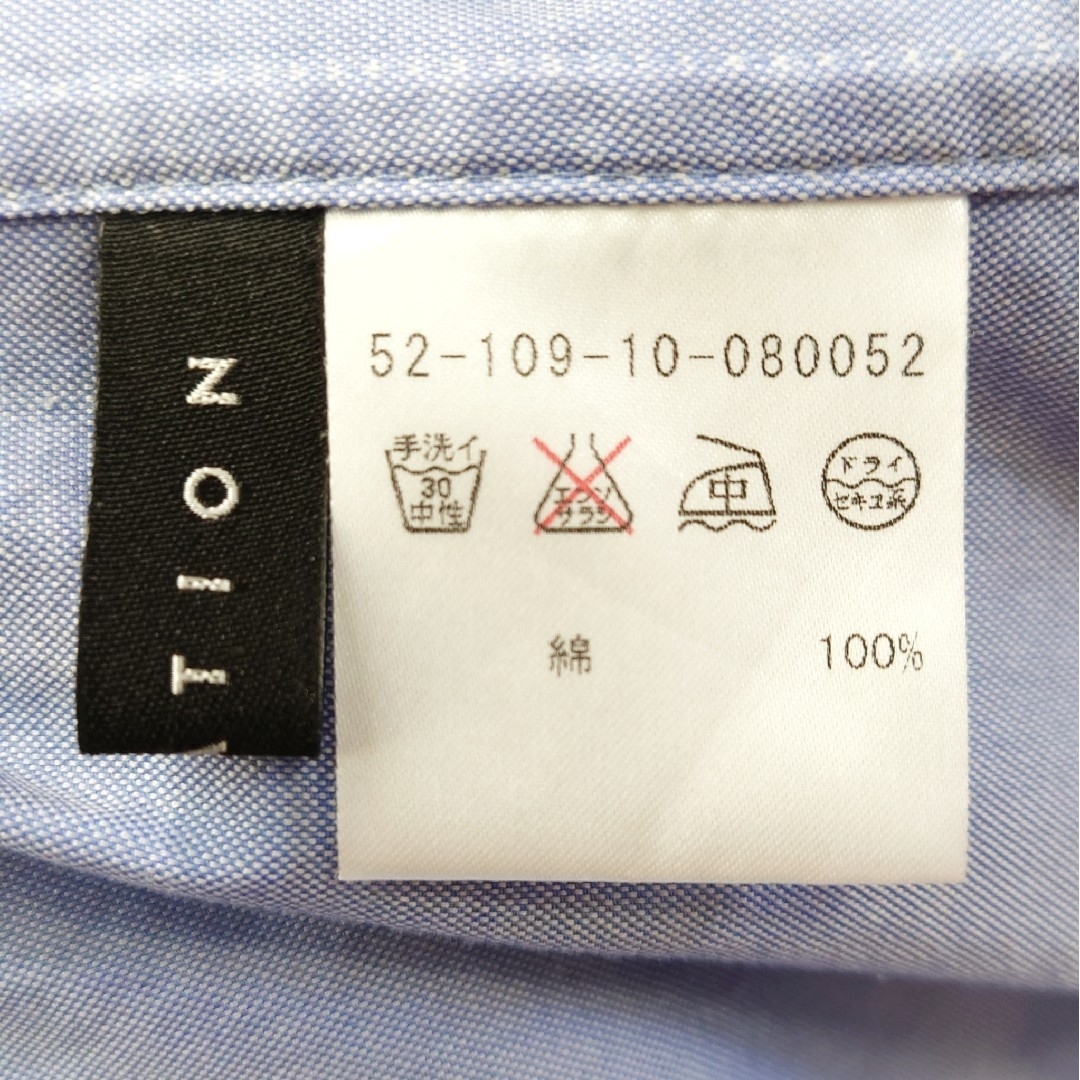 52-109-10-080052
手洗イ
30
中性
エンソ
サラシ
中
ドライ
セキユ系
綿 100%
TION